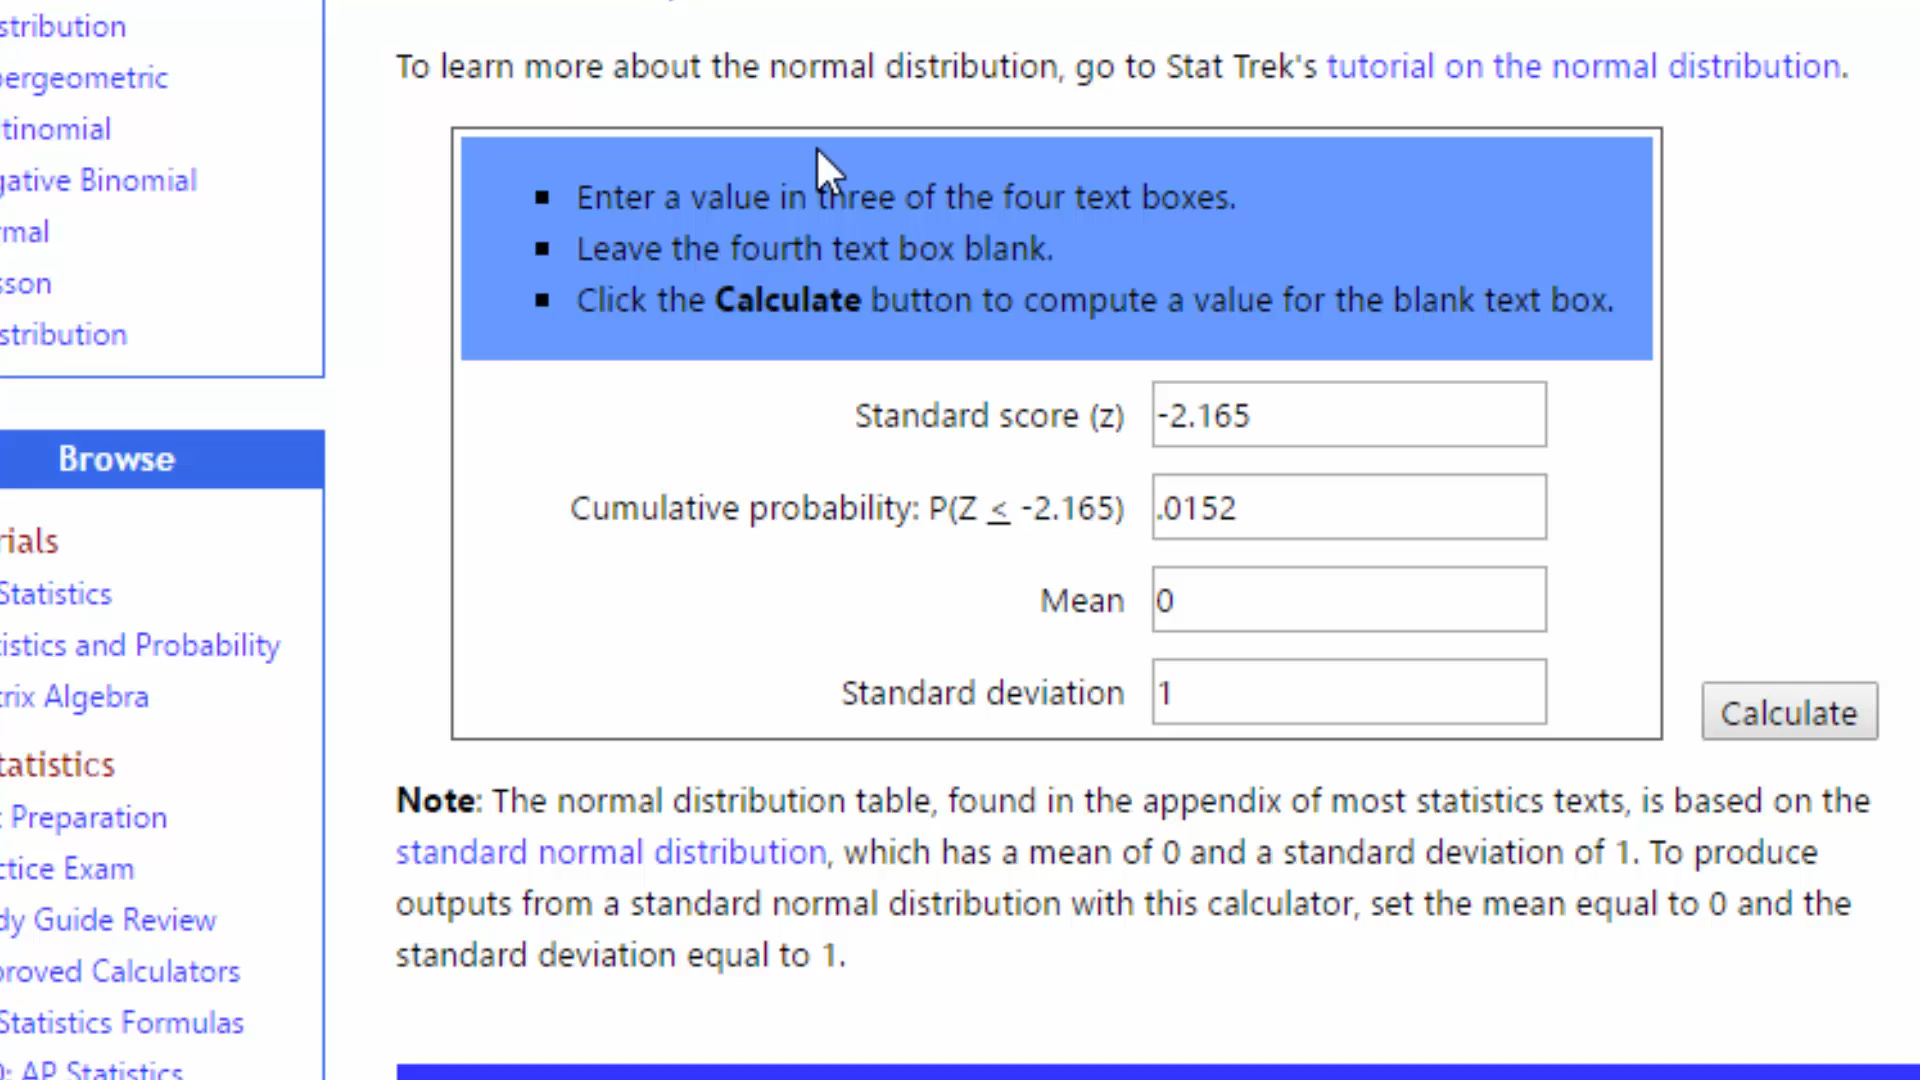 stribution
ergeometric
tinomial
gative Binomial
rmal
sson
stribution
Browse
rials
Statistics
tistics and Probability
trix Algebra
tatistics
t Preparation
ctice Exam
dy Guide Review
proved Calculators
Statistics Formulas
AP Statistics
To learn more about the normal distribution, go to Stat Trek's tutorial on the normal distribution.
■ Enter a value in three of the four text boxes.
■ Leave the fourth text box blank.
■ Click the Calculate button to compute a value for the blank text box.
Standard score (z) -2.165
Cumulative probability: P(Z ≤ -2.165) .0152
Mean 0
Standard deviation 1
Calculate
Note: The normal distribution table, found in the appendix of most statistics texts, is based on the
standard normal distribution, which has a mean of 0 and a standard deviation of 1. To produce
outputs from a standard normal distribution with this calculator, set the mean equal to 0 and the
standard deviation equal to 1.